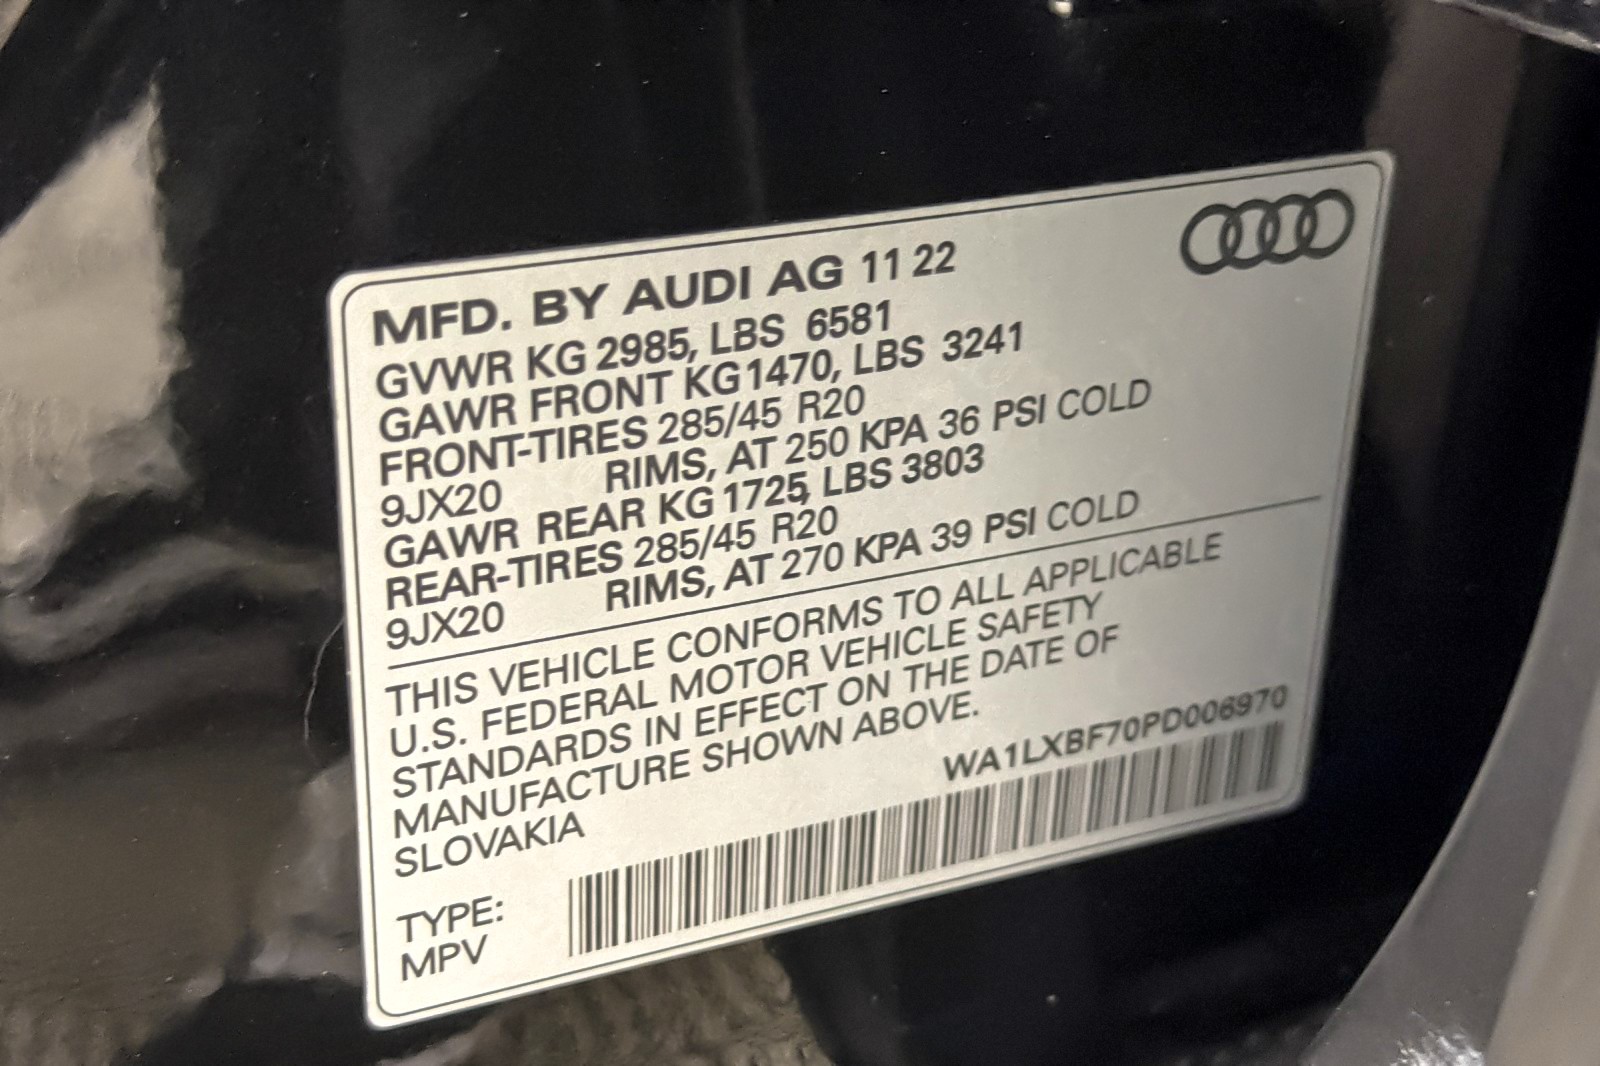 MFD. BY AUDI AG 11 22
GVWR KG 2985, LBS 6581
GAWR FRONT KG1470, LBS 3241
FRONT-TIRES 285/45 R20
9JX20 RIMS, AT 250 KPA 36 PSI COLD
GAWR REAR KG 1725, LBS 3803
REAR-TIRES 285/45 R20
9JX20 RIMS, AT 270 KPA 39 PSI COLD
THIS VEHICLE CONFORMS TO ALL APPLICABLE
U.S. FEDERAL MOTOR VEHICLE SAFETY
STANDARDS IN EFFECT ON THE DATE OF
MANUFACTURE SHOWN ABOVE.
SLOVAKIA
WA1LXBF70PD006970
TYPE:
MPV